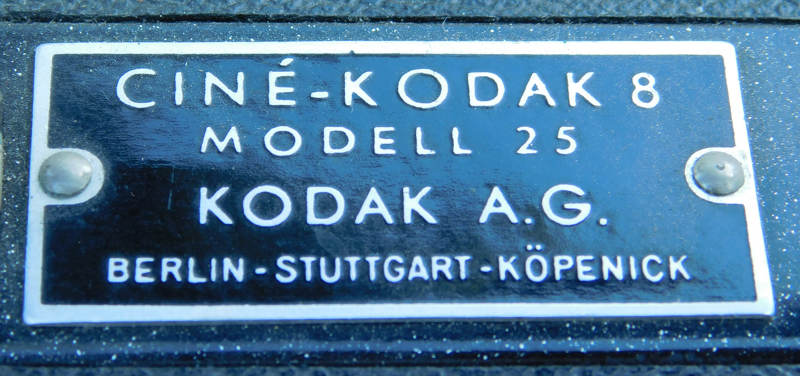 CINÉ-KODAK 8
MODELL 25
KODAK A.G.
BERLIN-STUTTGART-KÖPENICK